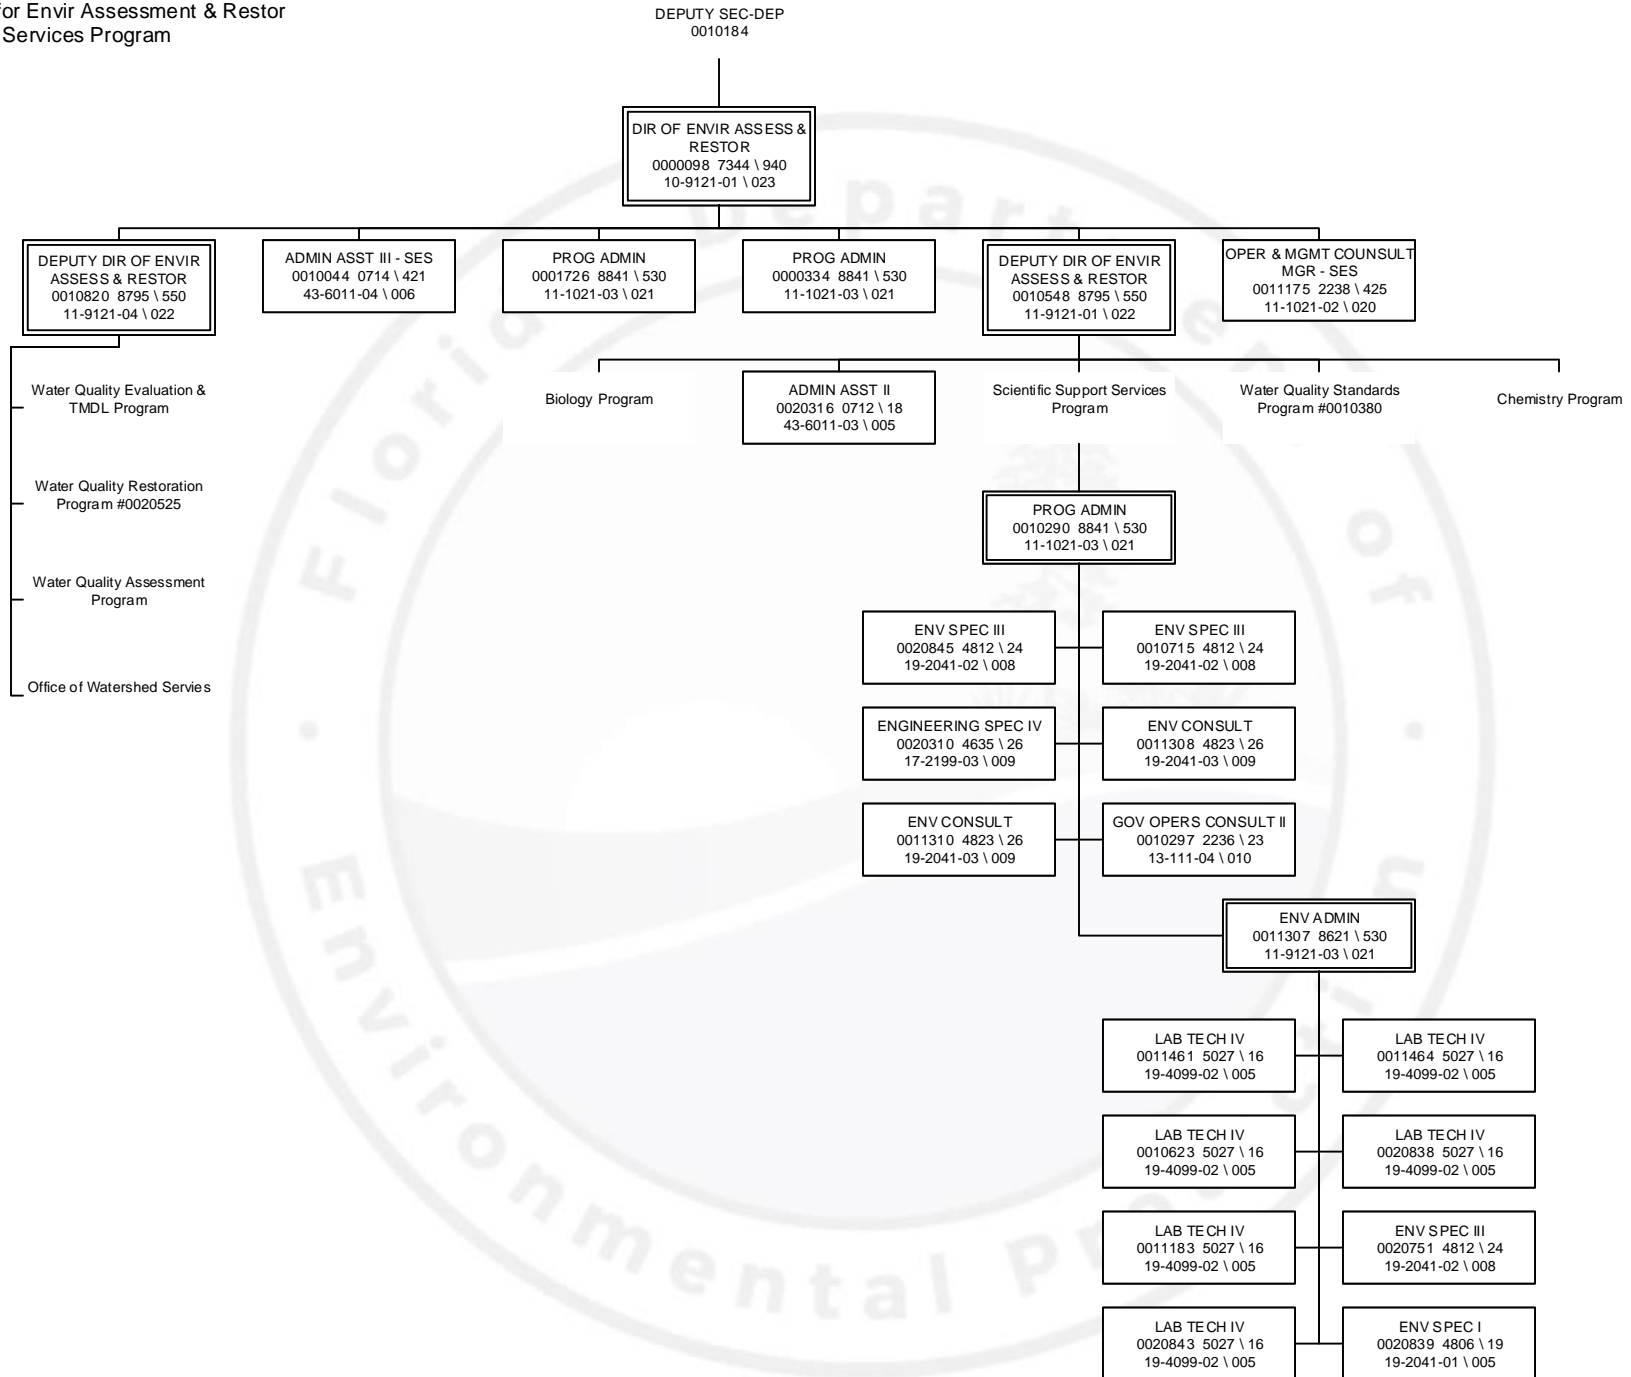 for Envir Assessment & Restor
Services Program
DEPUTY SEC-DEP
0010184
DIR OF ENVIR ASSESS &
RESTOR
0000098 7344 \ 940
10-9121-01 \ 023
DEPUTY DIR OF ENVIR
ASSESS & RESTOR
0010820 8795 \ 550
11-9121-04 \ 022
ADMIN ASST III - SES
0010044 0714 \ 421
43-6011-04 \ 006
PROG ADMIN
0001726 8841 \ 530
11-1021-03 \ 021
PROG ADMIN
0000334 8841 \ 530
11-1021-03 \ 021
DEPUTY DIR OF ENVIR
ASSESS & RESTOR
0010548 8795 \ 550
11-9121-01 \ 022
OPER & MGMT COUNSULT
MGR - SES
0011175 2238 \ 425
11-1021-02 \ 020
Water Quality Evaluation &
TMDL Program
Water Quality Restoration
Program #0020525
Water Quality Assessment
Program
Office of Watershed Servies
Biology Program
ADMIN ASST II
0020316 0712 \ 18
43-6011-03 \ 005
Scientific Support Services
Program
Water Quality Standards
Program #0010380
Chemistry Program
PROG ADMIN
0010290 8841 \ 530
11-1021-03 \ 021
ENV SPEC III
0020845 4812 \ 24
19-2041-02 \ 008
ENV SPEC III
0010715 4812 \ 24
19-2041-02 \ 008
ENGINEERING SPEC IV
0020310 4635 \ 26
17-2199-03 \ 009
ENV CONSULT
0011308 4823 \ 26
19-2041-03 \ 009
ENV CONSULT
0011310 4823 \ 26
19-2041-03 \ 009
GOV OPERS CONSULT II
0010297 2236 \ 23
13-111-04 \ 010
ENV ADMIN
0011307 8621 \ 530
11-9121-03 \ 021
LAB TECH IV
0011461 5027 \ 16
19-4099-02 \ 005
LAB TECH IV
0011464 5027 \ 16
19-4099-02 \ 005
LAB TECH IV
0010623 5027 \ 16
19-4099-02 \ 005
LAB TECH IV
0020838 5027 \ 16
19-4099-02 \ 005
LAB TECH IV
0011183 5027 \ 16
19-4099-02 \ 005
ENV SPEC III
0020751 4812 \ 24
19-2041-02 \ 008
LAB TECH IV
0020843 5027 \ 16
19-4099-02 \ 005
ENV SPEC I
0020839 4806 \ 19
19-2041-01 \ 005
Florida Department of
Environmental Protection